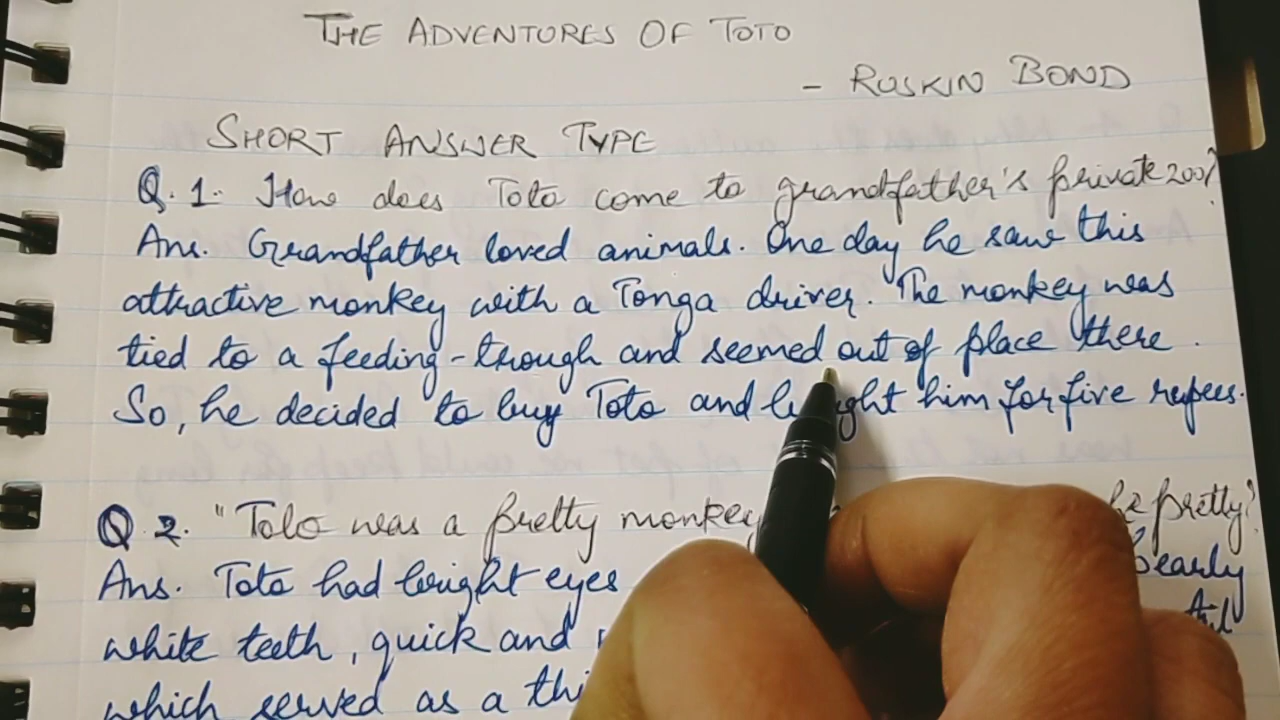 THE ADVENTURES OF TOTO
- RUSKIN BOND
SHORT ANSWER TYPE
Q.1. How does Toto come to grandfather's private zoo?
Ans. Grandfather loved animals. One day he saw this
attractive monkey with a Tonga driver. The monkey was
tied to a feeding-trough and seemed out of place there.
So, he decided to buy Toto and bought him for five rupees.
Q.2. "Toto was a pretty monkey he pretty?
Ans. Toto had bright eyes pearly
white teeth, quick and
which served as a